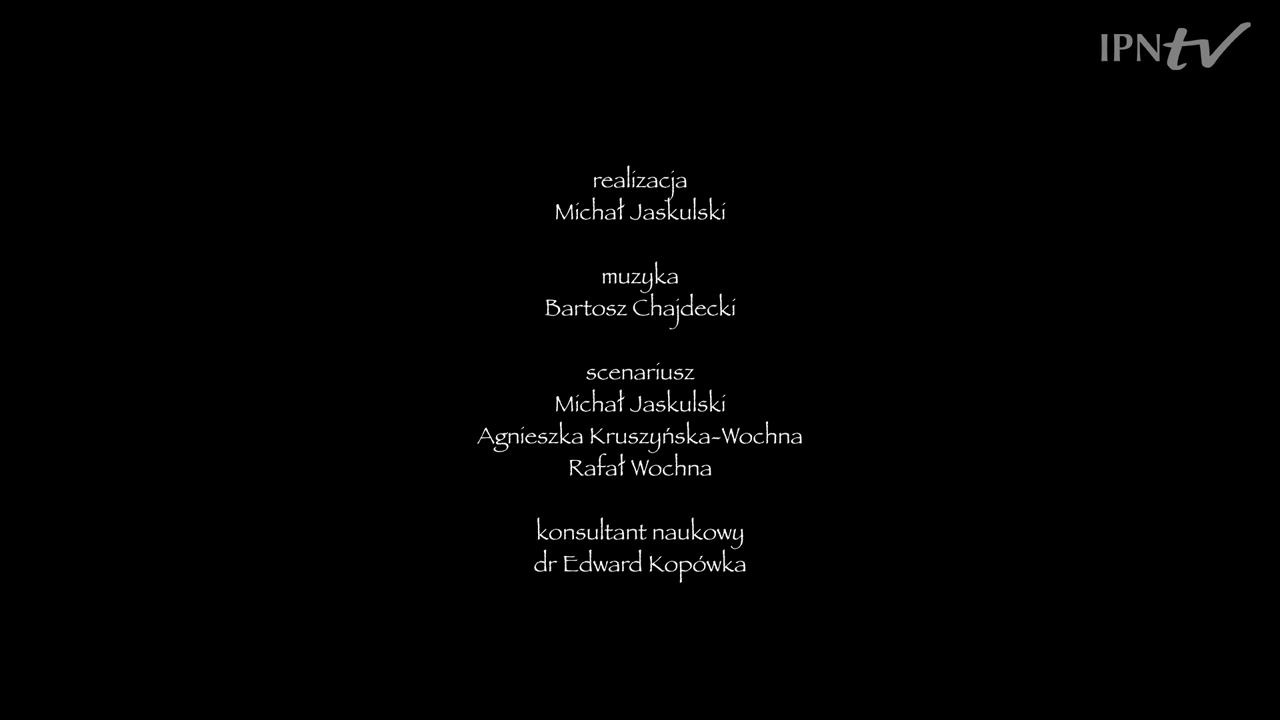 IPNtv
realizacja
Michał Jaskulski
muzyka
Bartosz Chajdecki
scenariusz
Michał Jaskulski
Agnieszka Kruszyńska-Wochna
Rafał Wochna
konsultant naukowy
dr Edward Kopówka